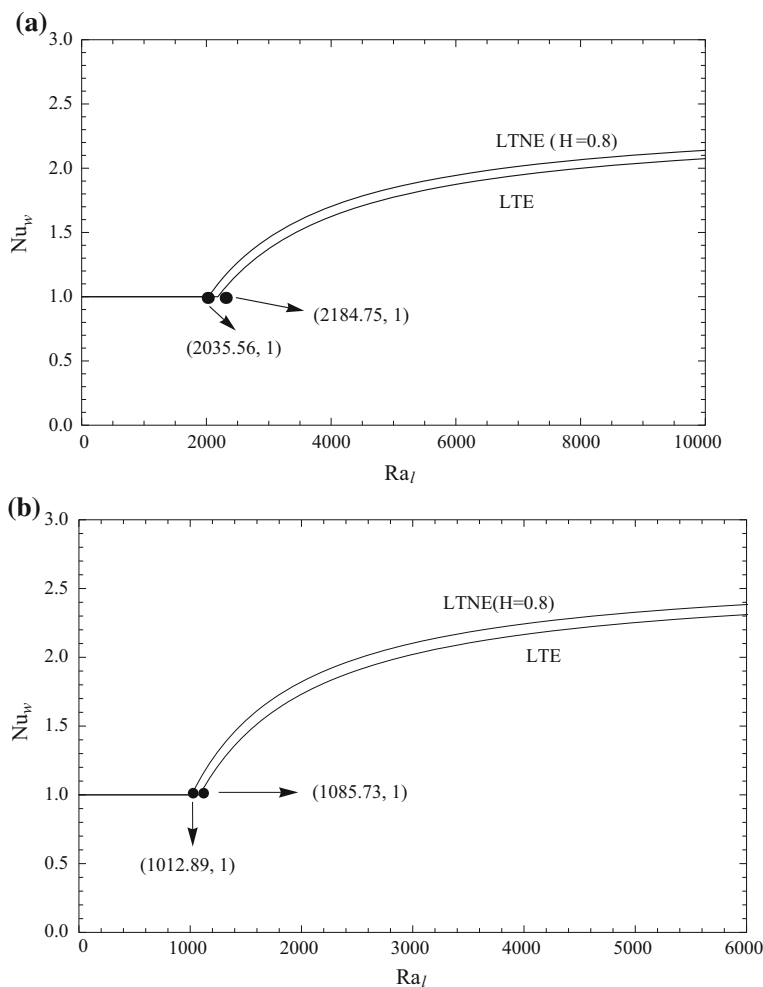 (a)
3.0
2.5
2.0
1.5
1.0
0.5
0.0
Nu_w
LTNE (H=0.8)
LTE
(2184.75, 1)
(2035.56, 1)
0 2000 4000 6000 8000 10000
Ra_l
(b)
3.0
2.5
2.0
1.5
1.0
0.5
0.0
Nu_w
LTNE(H=0.8)
LTE
(1085.73, 1)
(1012.89, 1)
0 1000 2000 3000 4000 5000 6000
Ra_l